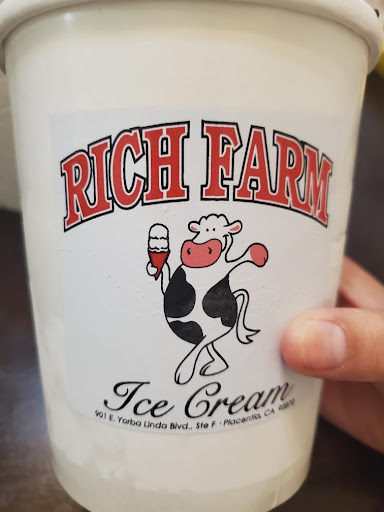 RICH FARM
Ice Cream
901 E. Yorba Linda Blvd., Ste F · Placentia, CA